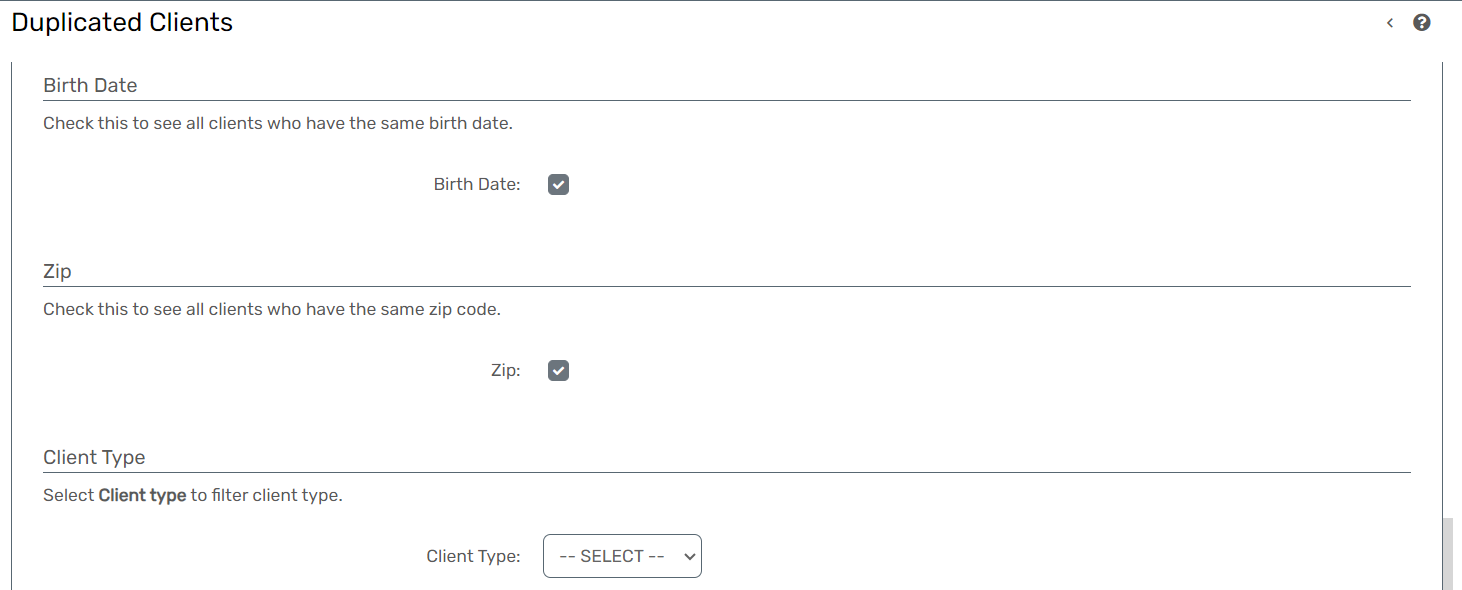 Duplicated Clients
Birth Date
Check this to see all clients who have the same birth date.
Birth Date:
Zip
Check this to see all clients who have the same zip code.
Zip:
Client Type
Select Client type to filter client type.
Client Type: -- SELECT --